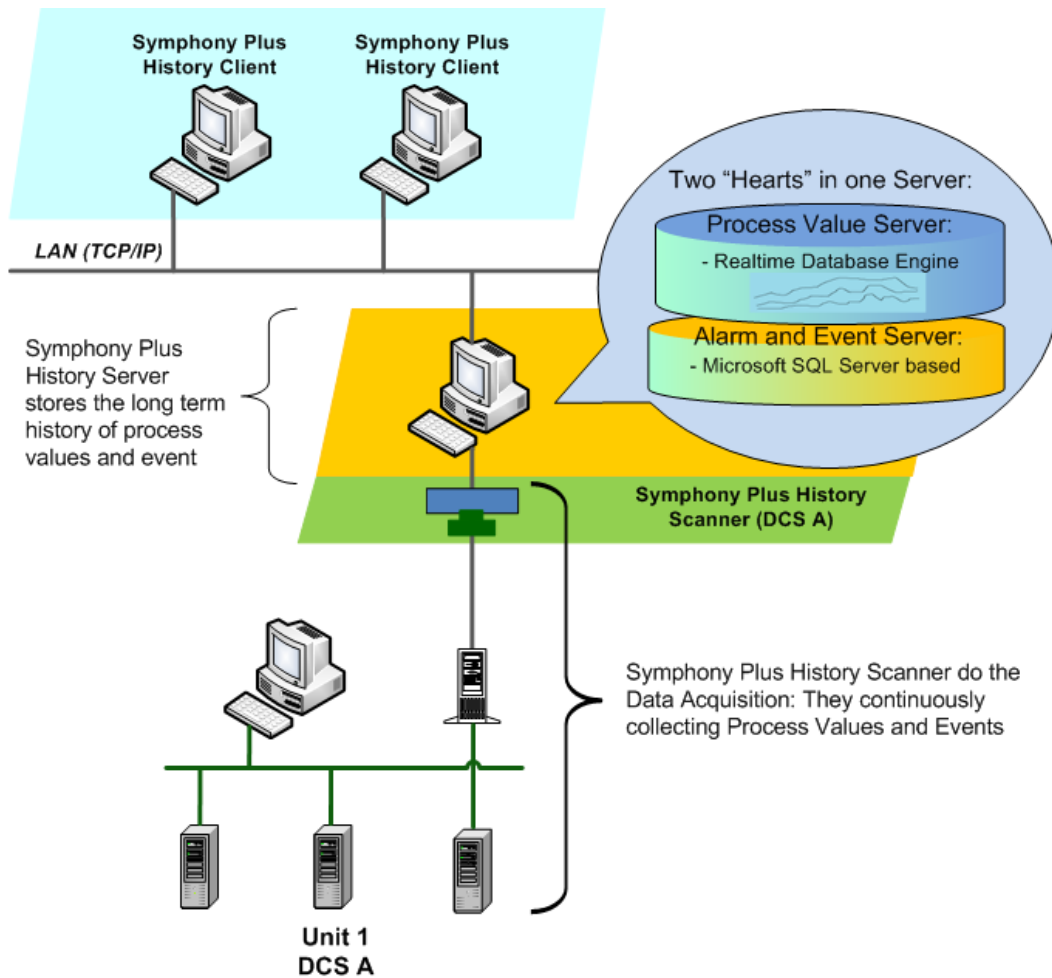 Symphony Plus
History Client
Symphony Plus
History Client
LAN (TCP/IP)
Two “Hearts” in one Server:
Process Value Server:
- Realtime Database Engine
Alarm and Event Server:
- Microsoft SQL Server based
Symphony Plus
History Server
stores the long term
history of process
values and event
Symphony Plus History
Scanner (DCS A)
Symphony Plus History Scanner do the
Data Acquisition: They continuously
collecting Process Values and Events
Unit 1
DCS A